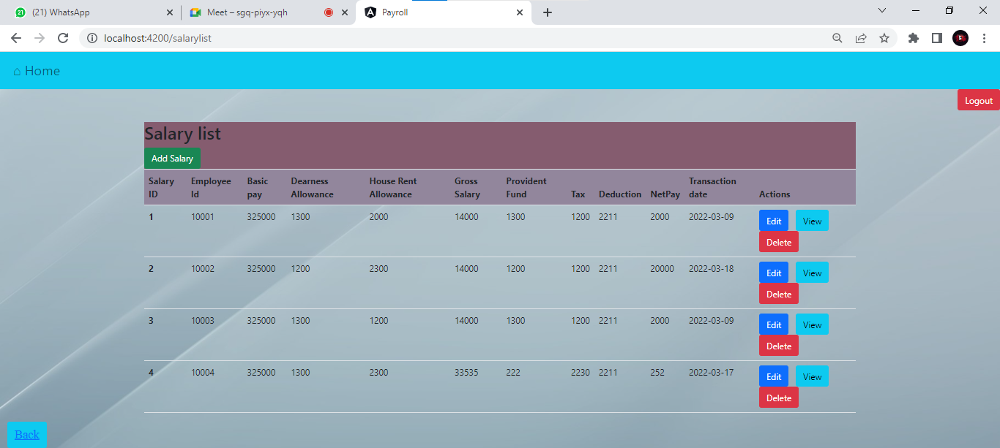 21 (21) WhatsApp
Meet – sgq-piyx-yqh
Payroll
localhost:4200/salarylist
⌂ Home
Logout
Salary list
Add Salary
Salary ID Employee Id Basic pay Dearness Allowance House Rent Allowance Gross Salary Provident Fund Tax Deduction NetPay Transaction date Actions
1 10001 325000 1300 2000 14000 1300 1200 2211 2000 2022-03-09 Edit View
Delete
2 10002 325000 1200 2300 14000 1200 1200 2211 20000 2022-03-18 Edit View
Delete
3 10003 325000 1300 1200 14000 1300 1200 2211 2000 2022-03-09 Edit View
Delete
4 10004 325000 1300 2300 33535 222 2230 2211 252 2022-03-17 Edit View
Delete
Back